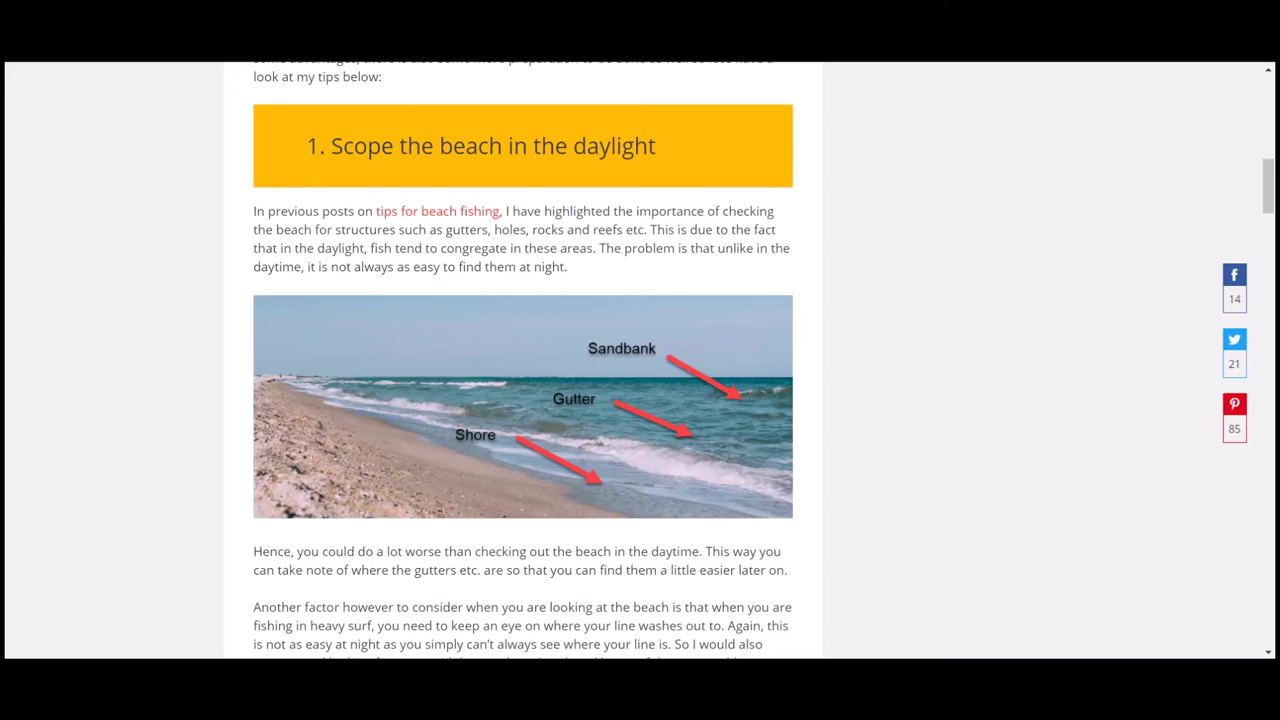 look at my tips below:
1. Scope the beach in the daylight
In previous posts on tips for beach fishing, I have highlighted the importance of checking
the beach for structures such as gutters, holes, rocks and reefs etc. This is due to the fact
that in the daylight, fish tend to congregate in these areas. The problem is that unlike in the
daytime, it is not always as easy to find them at night.
Sandbank
Gutter
Shore
Hence, you could do a lot worse than checking out the beach in the daytime. This way you
can take note of where the gutters etc. are so that you can find them a little easier later on.
Another factor however to consider when you are looking at the beach is that when you are
fishing in heavy surf, you need to keep an eye on where your line washes out to. Again, this
is not as easy at night as you simply can't always see where your line is. So I would also
f
14
21
85